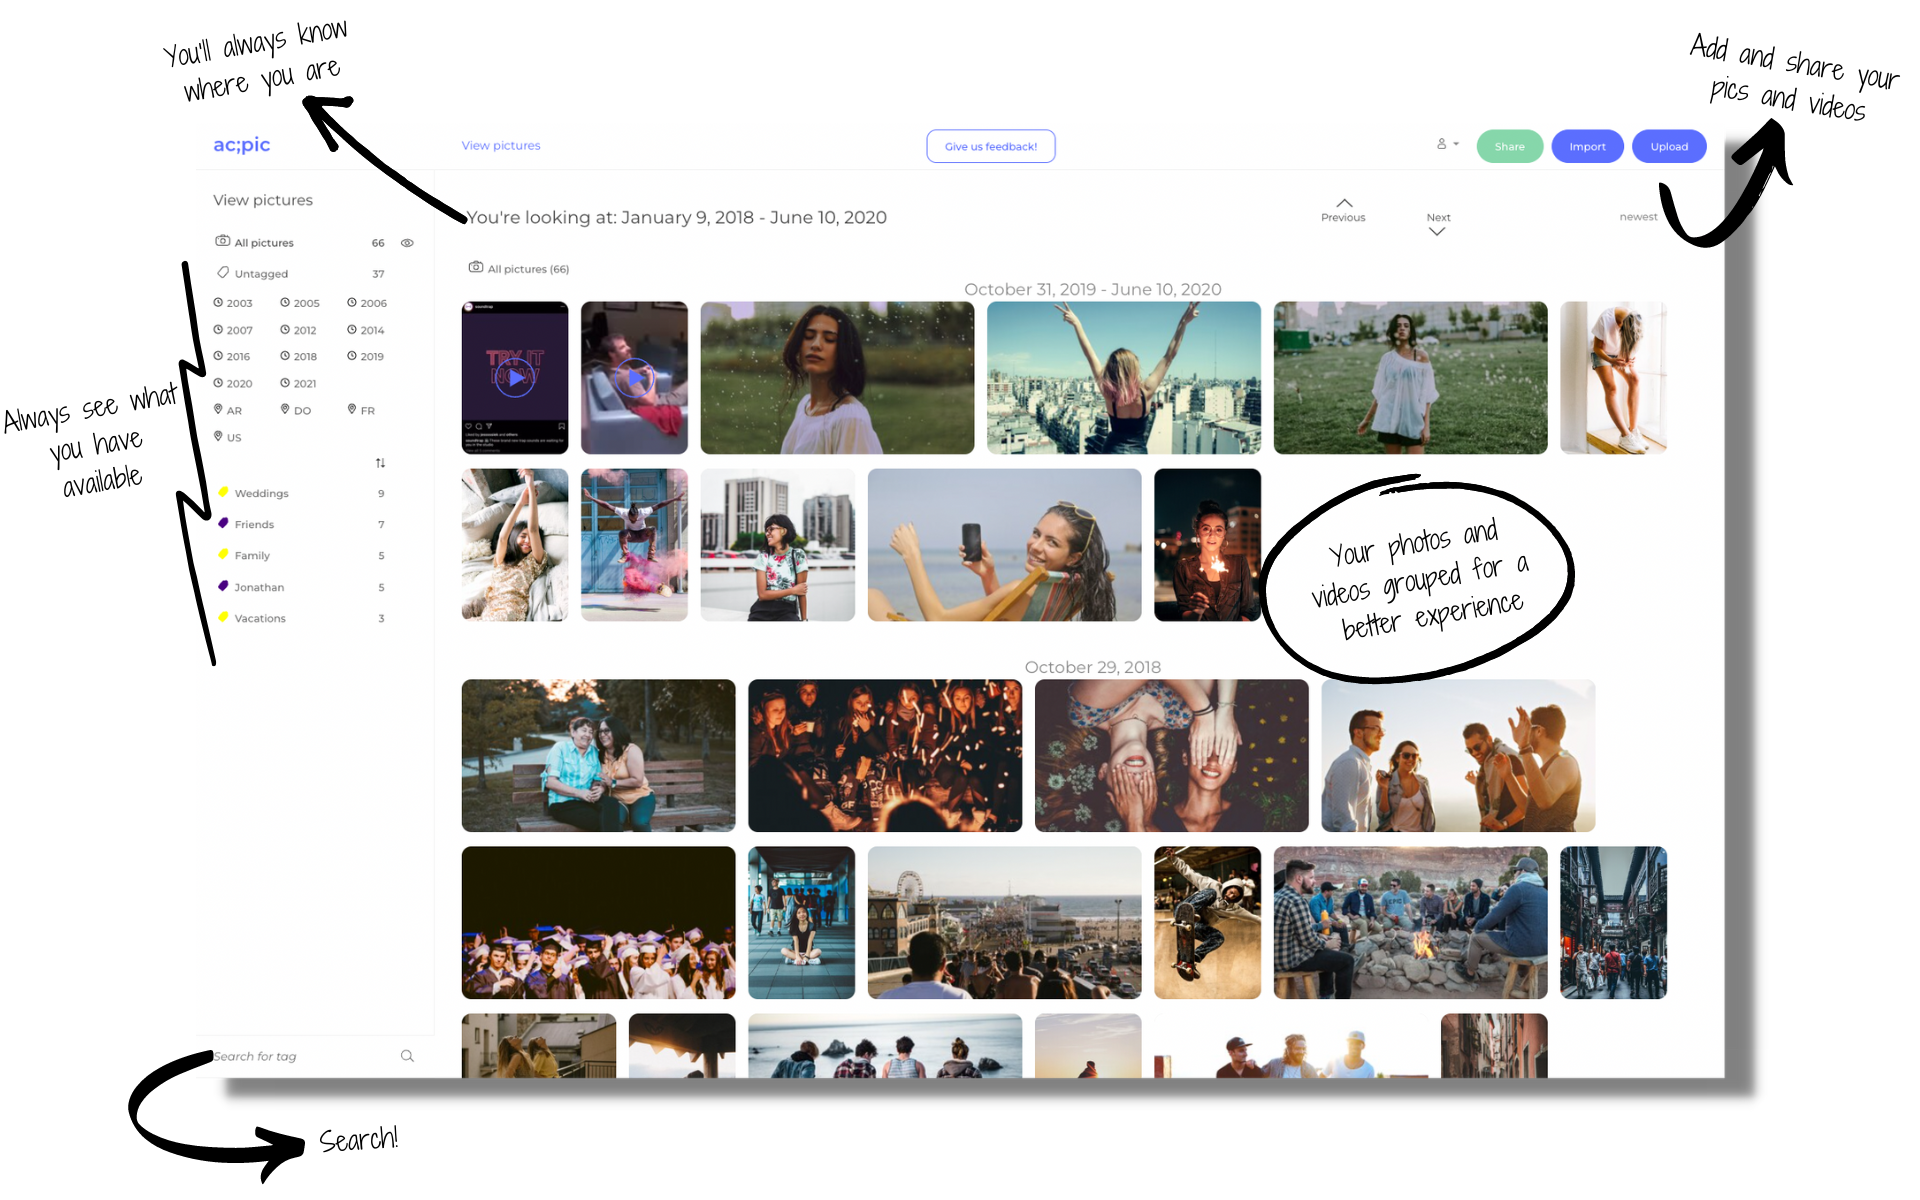 You'll always know
where you are
Add and share your
pics and videos
ac;pic
View pictures
Give us feedback!
Share
Import
Upload
View pictures
All pictures 66
Untagged 37
2003 2005 2006
2007 2012 2014
2016 2018 2019
2020 2021
AR DO FR
US
Weddings 9
Friends 7
Family 5
Jonathan 5
Vacations 3
Search for tag
Always see what
you have
available
You're looking at: January 9, 2018 - June 10, 2020
Previous
Next
newest
All pictures (66)
October 31, 2019 - June 10, 2020
TRY IT
NOW
Your photos and
videos grouped for a
better experience
October 29, 2018
Search!